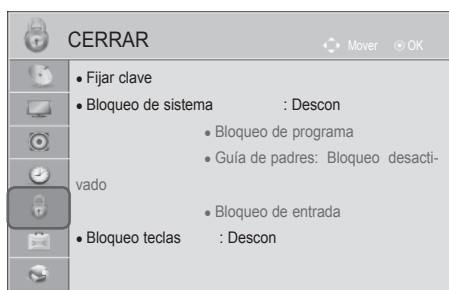 CERRAR
Mover OK
• Fijar clave
• Bloqueo de sistema : Descon
• Bloqueo de programa
• Guía de padres: Bloqueo desacti-
vado
• Bloqueo de entrada
• Bloqueo teclas : Descon